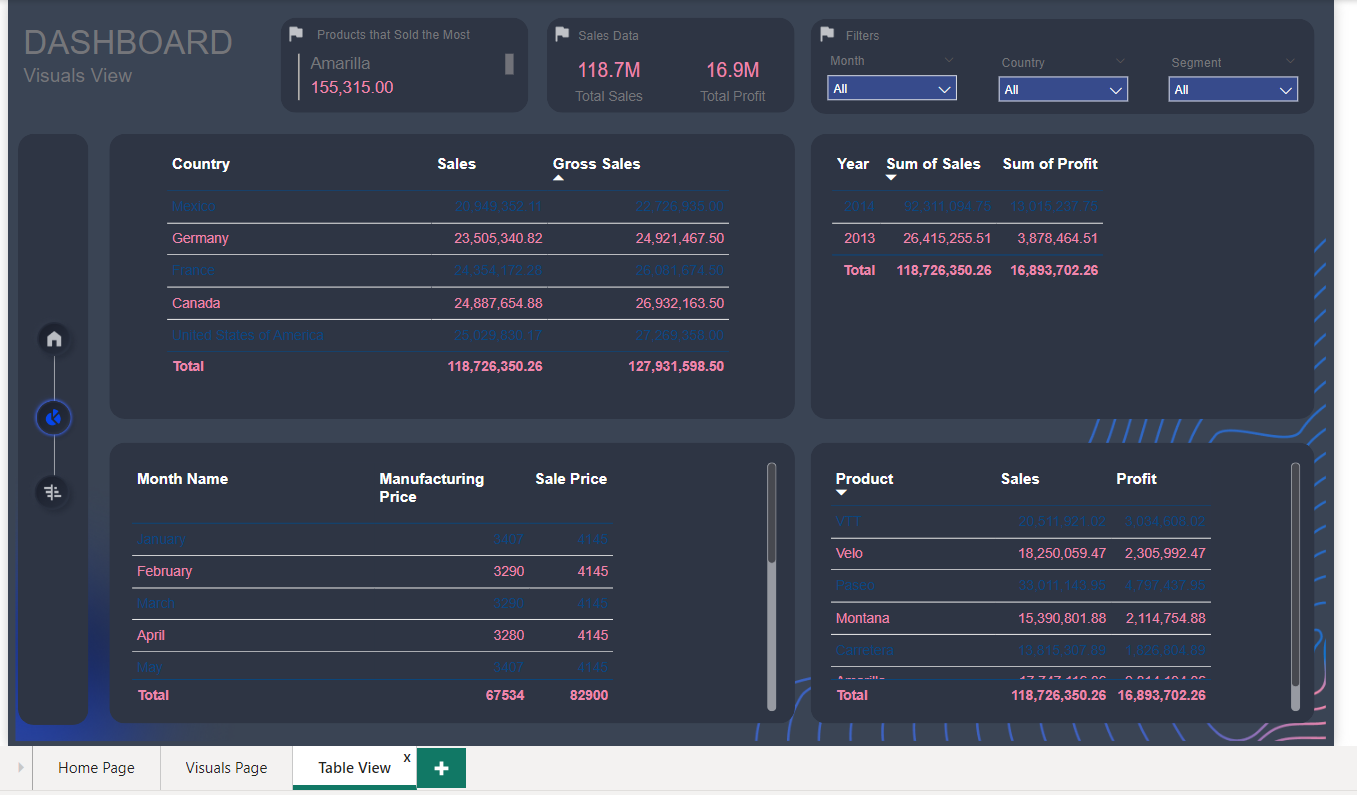 DASHBOARD
Visuals View
Products that Sold the Most
Amarilla
155,315.00
Sales Data
118.7M 16.9M
Total Sales Total Profit
Filters
Month Country Segment
All All All
Country Sales Gross Sales
Mexico 20,949,352.11 22,726,935.00
Germany 23,505,340.82 24,921,467.50
France 24,354,172.28 26,081,674.50
Canada 24,887,654.88 26,932,163.50
United States of America 25,029,830.17 27,269,358.00
Total 118,726,350.26 127,931,598.50
Year Sum of Sales Sum of Profit
2014 92,311,094.75 13,015,237.75
2013 26,415,255.51 3,878,464.51
Total 118,726,350.26 16,893,702.26
Month Name Manufacturing Price Sale Price
January 3407 4145
February 3290 4145
March 3290 4145
April 3280 4145
May 3407 4145
Total 67534 82900
Product Sales Profit
VTT 20,511,921.02 3,034,608.02
Velo 18,250,059.47 2,305,992.47
Paseo 33,011,143.95 4,797,437.95
Montana 15,390,801.88 2,114,754.88
Carretera 13,815,307.89 1,826,804.89
Total 118,726,350.26 16,893,702.26
Home Page Visuals Page Table View x +